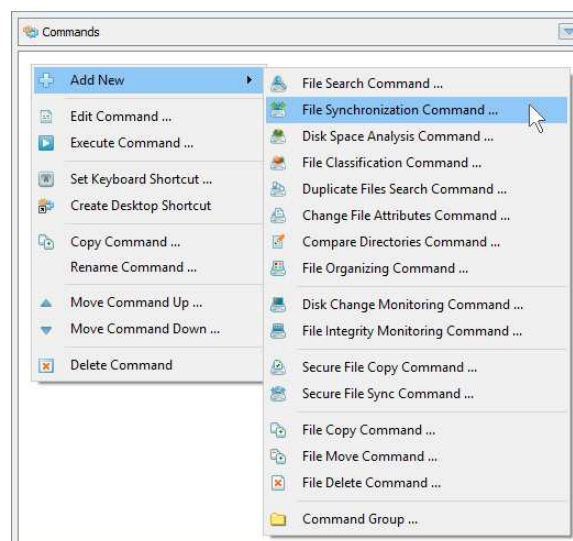 Commands
Add New
Edit Command ...
Execute Command ...
Set Keyboard Shortcut ...
Create Desktop Shortcut
Copy Command ...
Rename Command ...
Move Command Up ...
Move Command Down ...
Delete Command
File Search Command ...
File Synchronization Command ...
Disk Space Analysis Command ...
File Classification Command ...
Duplicate Files Search Command ...
Change File Attributes Command ...
Compare Directories Command ...
File Organizing Command ...
Disk Change Monitoring Command ...
File Integrity Monitoring Command ...
Secure File Copy Command ...
Secure File Sync Command ...
File Copy Command ...
File Move Command ...
File Delete Command ...
Command Group ...